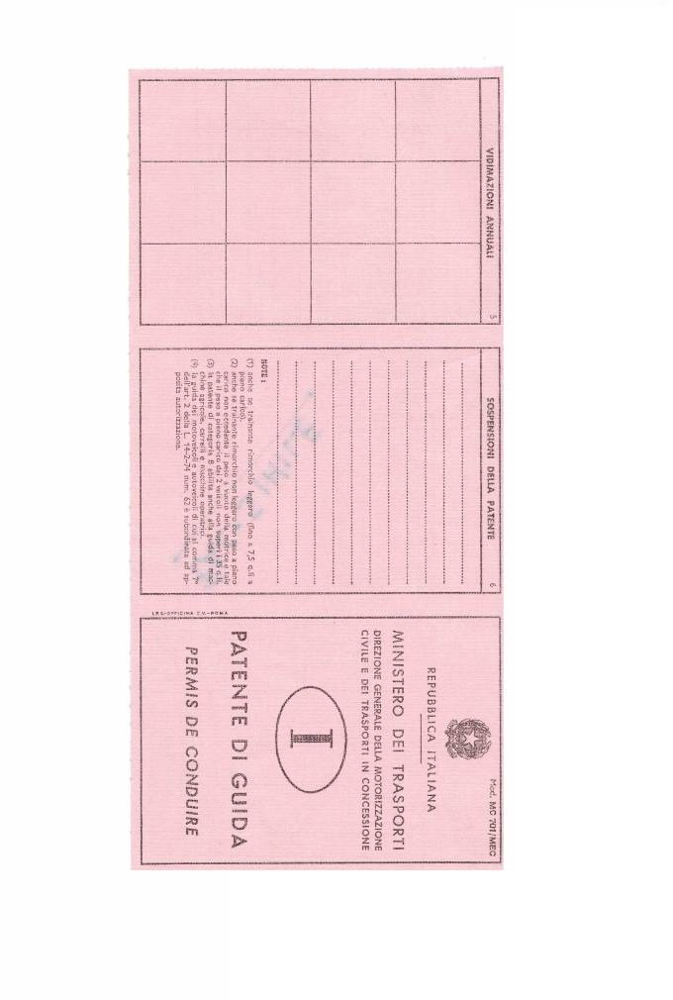 VIDIMAZIONI ANNUALI
5
SOSPENSIONI DELLA PATENTE
6
NOTE :
(1) anche se trainante rimorchio leggero (fino a 7,5 q.li a
pieno carico).
(2) anche se trainante rimorchio non leggero con peso a pieno
carico non eccedente il peso a vuoto della motrice e tale
che il peso a pieno carico dei 2 veicoli non superi i 35 q.li.
(3) la patente di categoria B abilita anche alla guida di mac-
chine agricole, carrelli e macchine operatrici.
(4) la guida dei motoveicoli e autoveicoli di cui al comma 7º
dell'art. 2 della L. 14-2-74 num. 62 è subordinata ad ap-
posita autorizzazione.
I.P.S.-OFFICINA C.V.-ROMA
Mod. MC 701/MEC
REPUBBLICA ITALIANA
MINISTERO DEI TRASPORTI
DIREZIONE GENERALE DELLA MOTORIZZAZIONE
CIVILE E DEI TRASPORTI IN CONCESSIONE
I
PATENTE DI GUIDA
PERMIS DE CONDUIRE